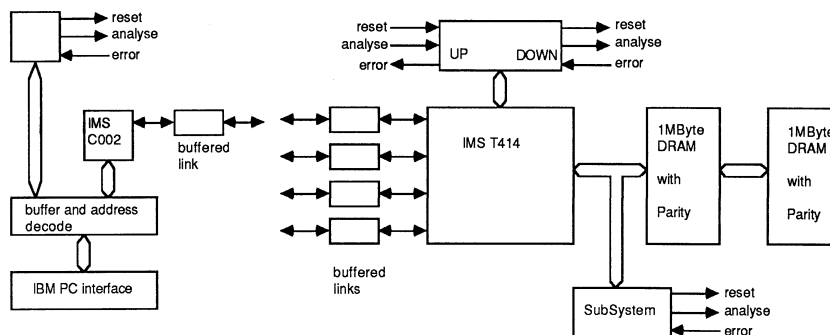 reset
analyse
error
IMS
C002
buffered
link
buffer and address
decode
IBM PC interface
reset
analyse
error
UP
DOWN
reset
analyse
error
IMS T414
buffered
links
1MByte
DRAM
with
Parity
1MByte
DRAM
with
Parity
SubSystem
reset
analyse
error